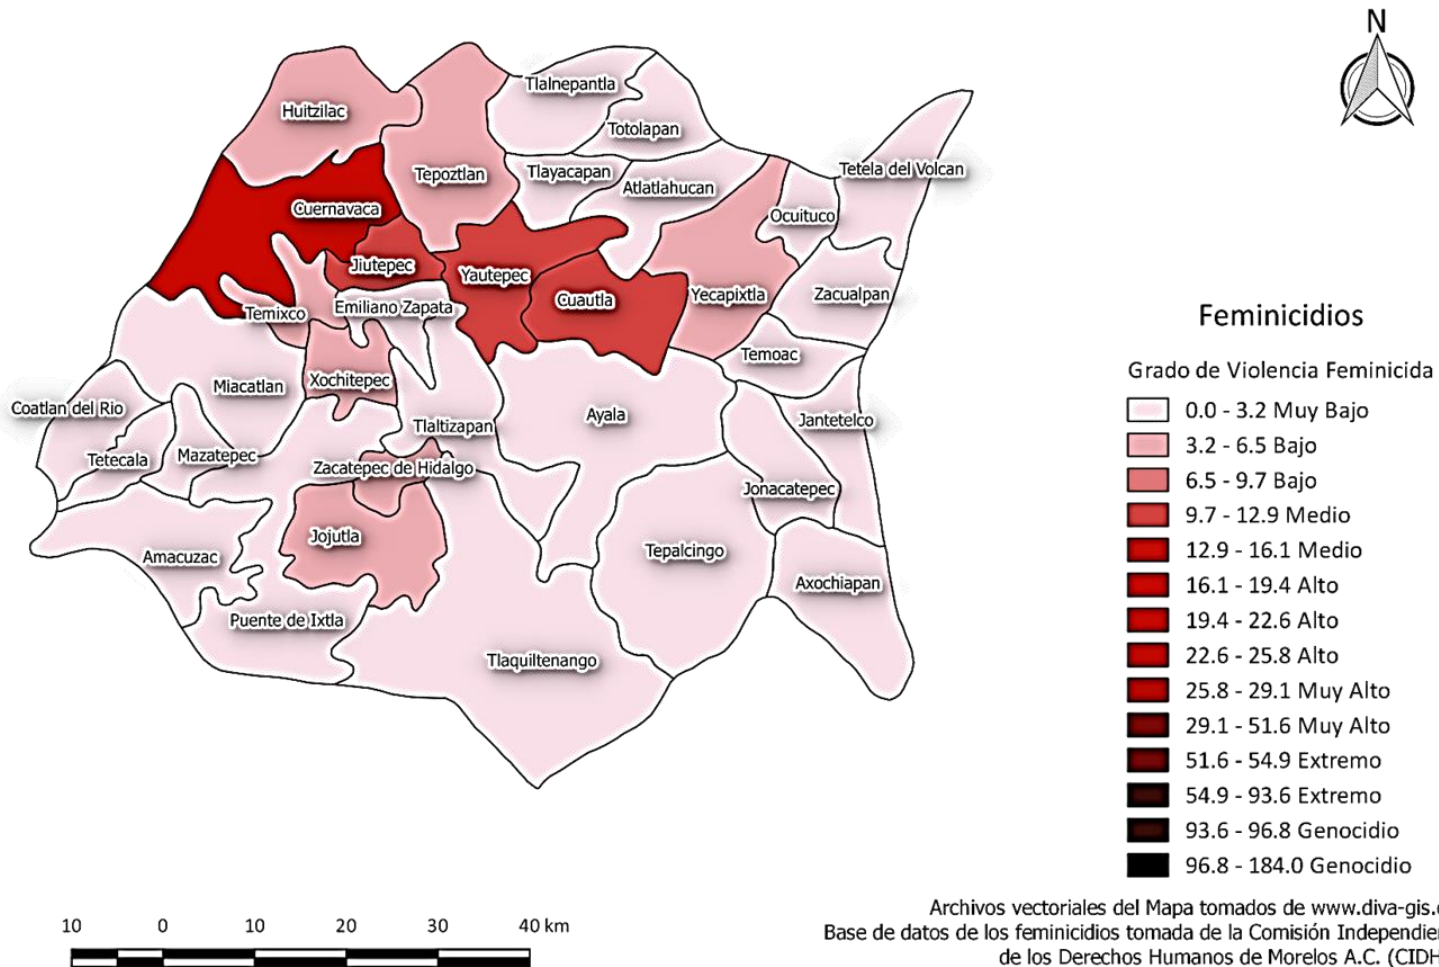 N
Tlalnepantla
Huitzilac
Totolapan
Tepoztlan
Tlayacapan
Atlatlahucan
Tetela del Volcan
Cuernavaca
Ocuituco
Jiutepec
Yautepec
Cuautla
Yecapixtla
Zacualpan
Temixco
Emiliano Zapata
Temoac
Miacatlan
Xochitepec
Coatlan del Rio
Ayala
Jantetelco
Tlaltizapan
Tetecala
Mazatepec
Zacatepec de Hidalgo
Jonacatepec
Jojutla
Amacuzac
Tepalcingo
Axochiapan
Puente de Ixtla
Tlaquiltenango
Feminicidios
Grado de Violencia Feminicida
0.0 - 3.2 Muy Bajo
3.2 - 6.5 Bajo
6.5 - 9.7 Bajo
9.7 - 12.9 Medio
12.9 - 16.1 Medio
16.1 - 19.4 Alto
19.4 - 22.6 Alto
22.6 - 25.8 Alto
25.8 - 29.1 Muy Alto
29.1 - 51.6 Muy Alto
51.6 - 54.9 Extremo
54.9 - 93.6 Extremo
93.6 - 96.8 Genocidio
96.8 - 184.0 Genocidio
10 0 10 20 30 40 km
Archivos vectoriales del Mapa tomados de www.diva-gis.
Base de datos de los feminicidios tomada de la Comisión Independien
de los Derechos Humanos de Morelos A.C. (CIDH